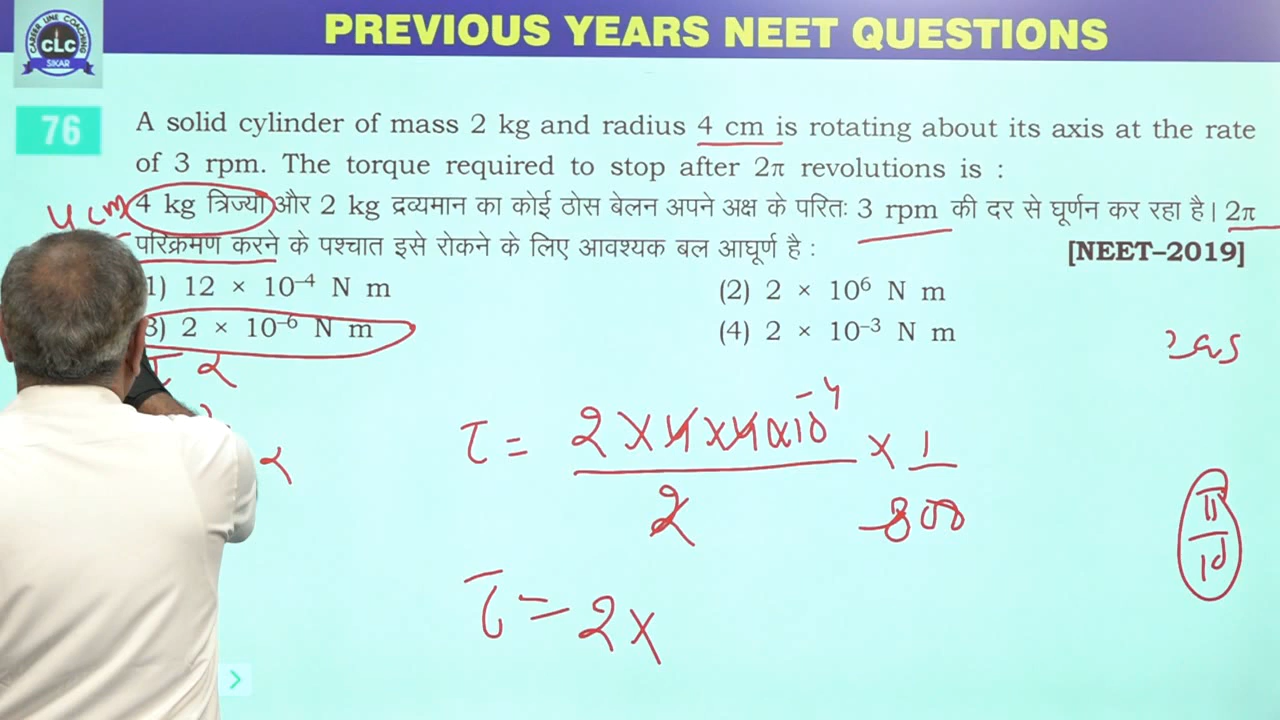 PREVIOUS YEARS NEET QUESTIONS
CAREER LINE COACHING
CLC
SIKAR
76
A solid cylinder of mass 2 kg and radius 4 cm is rotating about its axis at the rate
of 3 rpm. The torque required to stop after 2π revolutions is :
4 cm
4 kg त्रिज्या और 2 kg द्रव्यमान का कोई ठोस बेलन अपने अक्ष के परितः 3 rpm की दर से घूर्णन कर रहा है। 2π
परिक्रमण करने के पश्चात इसे रोकने के लिए आवश्यक बल आघूर्ण है :
[NEET–2019]
1) 12 × 10⁻⁴ N m
(2) 2 × 10⁶ N m
3) 2 × 10⁻⁶ N m
(4) 2 × 10⁻³ N m
α
α
τ = 2 × 4 × 4 × 10⁻⁴ / 2 × 1 / 800
π / 10
τ = 2 ×